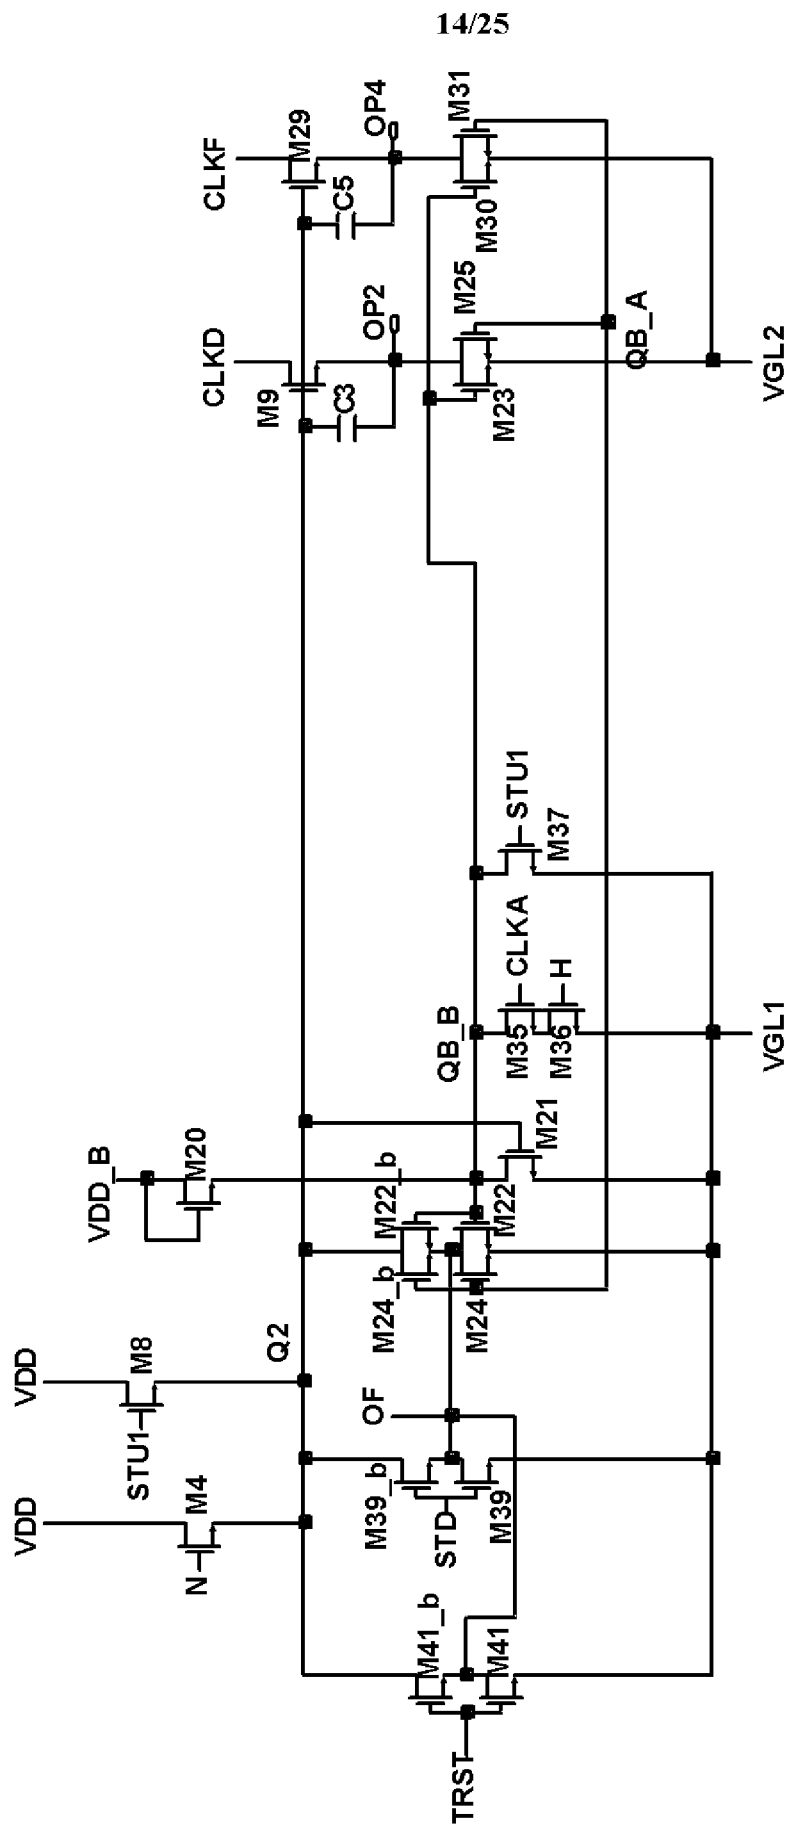 14/25
CLKF
M29
C5
OP4
M31
M30
CLKD
M9
C3
OP2
M25
M23
QB_A
VGL2
STU1
M37
CLKA
H
M35
M36
QB_B
VGL1
VDD_B
M20
M21
M22_b
M22
M24_b
M24
Q2
VDD
M8
STU1
OF
VDD
M4
N
M39_b
M39
STD
M41_b
M41
TRST